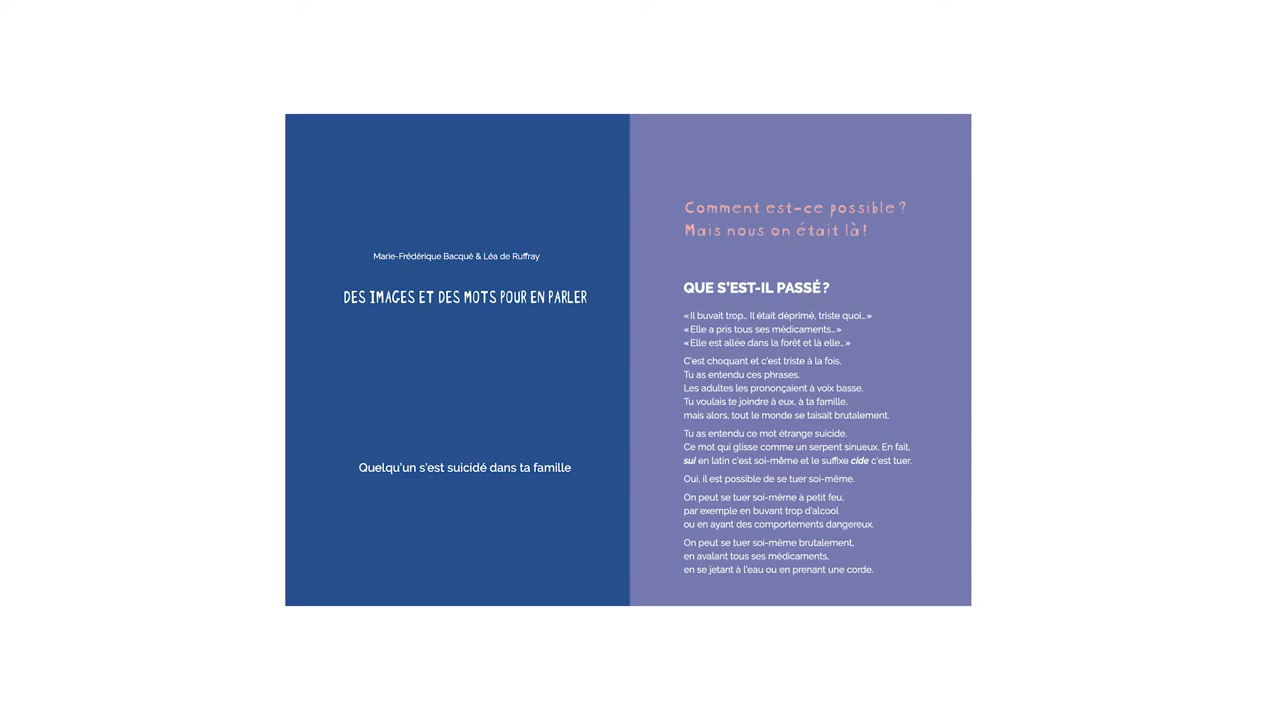 Marie-Frédérique Bacqué & Léa de Ruffray
DES IMAGES ET DES MOTS POUR EN PARLER
Quelqu'un s'est suicidé dans ta famille
Comment est-ce possible ?
Mais nous on était là !
QUE S'EST-IL PASSÉ ?
« Il buvait trop… Il était déprimé, triste quoi… »
« Elle a pris tous ses médicaments… »
« Elle est allée dans la forêt et là elle… »
C'est choquant et c'est triste à la fois.
Tu as entendu ces phrases.
Les adultes les prononçaient à voix basse.
Tu voulais te joindre à eux, à ta famille,
mais alors, tout le monde se taisait brutalement.
Tu as entendu ce mot étrange suicide.
Ce mot qui glisse comme un serpent sinueux. En fait,
sui en latin c'est soi-même et le suffixe cide c'est tuer.
Oui, il est possible de se tuer soi-même.
On peut se tuer soi-même à petit feu,
par exemple en buvant trop d'alcool
ou en ayant des comportements dangereux.
On peut se tuer soi-même brutalement,
en avalant tous ses médicaments,
en se jetant à l'eau ou en prenant une corde.